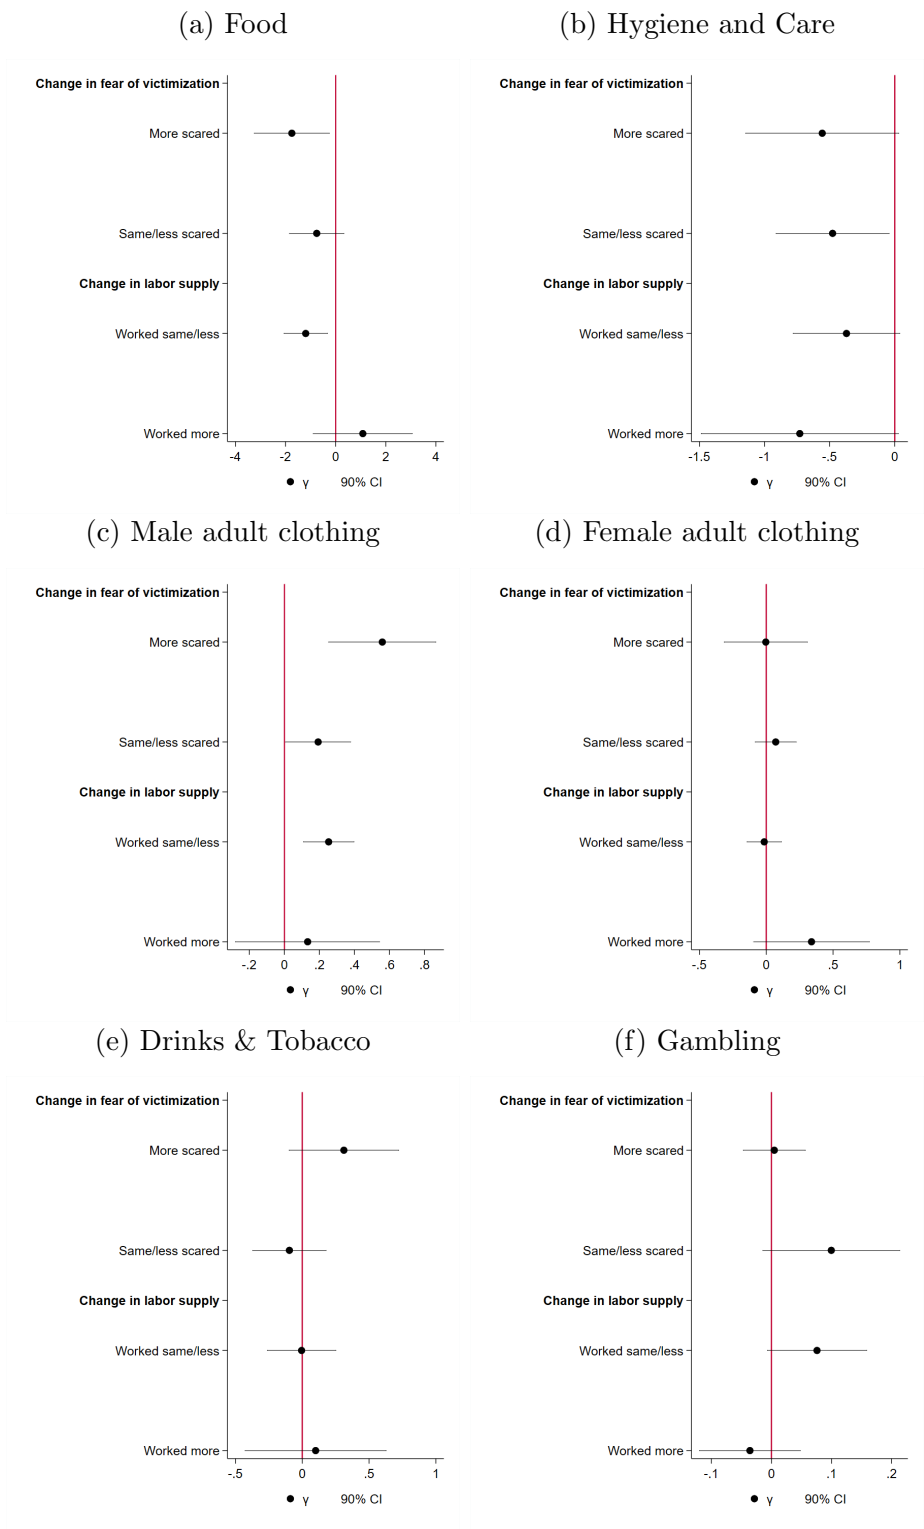 (a) Food
Change in fear of victimization
More scared
Same/less scared
Change in labor supply
Worked same/less
Worked more
-4 -2 0 2 4
γ 90% CI
(b) Hygiene and Care
Change in fear of victimization
More scared
Same/less scared
Change in labor supply
Worked same/less
Worked more
-1.5 -1 -.5 0
γ 90% CI
(c) Male adult clothing
Change in fear of victimization
More scared
Same/less scared
Change in labor supply
Worked same/less
Worked more
-.2 0 .2 .4 .6 .8
γ 90% CI
(d) Female adult clothing
Change in fear of victimization
More scared
Same/less scared
Change in labor supply
Worked same/less
Worked more
-.5 0 .5 1
γ 90% CI
(e) Drinks & Tobacco
Change in fear of victimization
More scared
Same/less scared
Change in labor supply
Worked same/less
Worked more
-.5 0 .5 1
γ 90% CI
(f) Gambling
Change in fear of victimization
More scared
Same/less scared
Change in labor supply
Worked same/less
Worked more
-.1 0 .1 .2
γ 90% CI